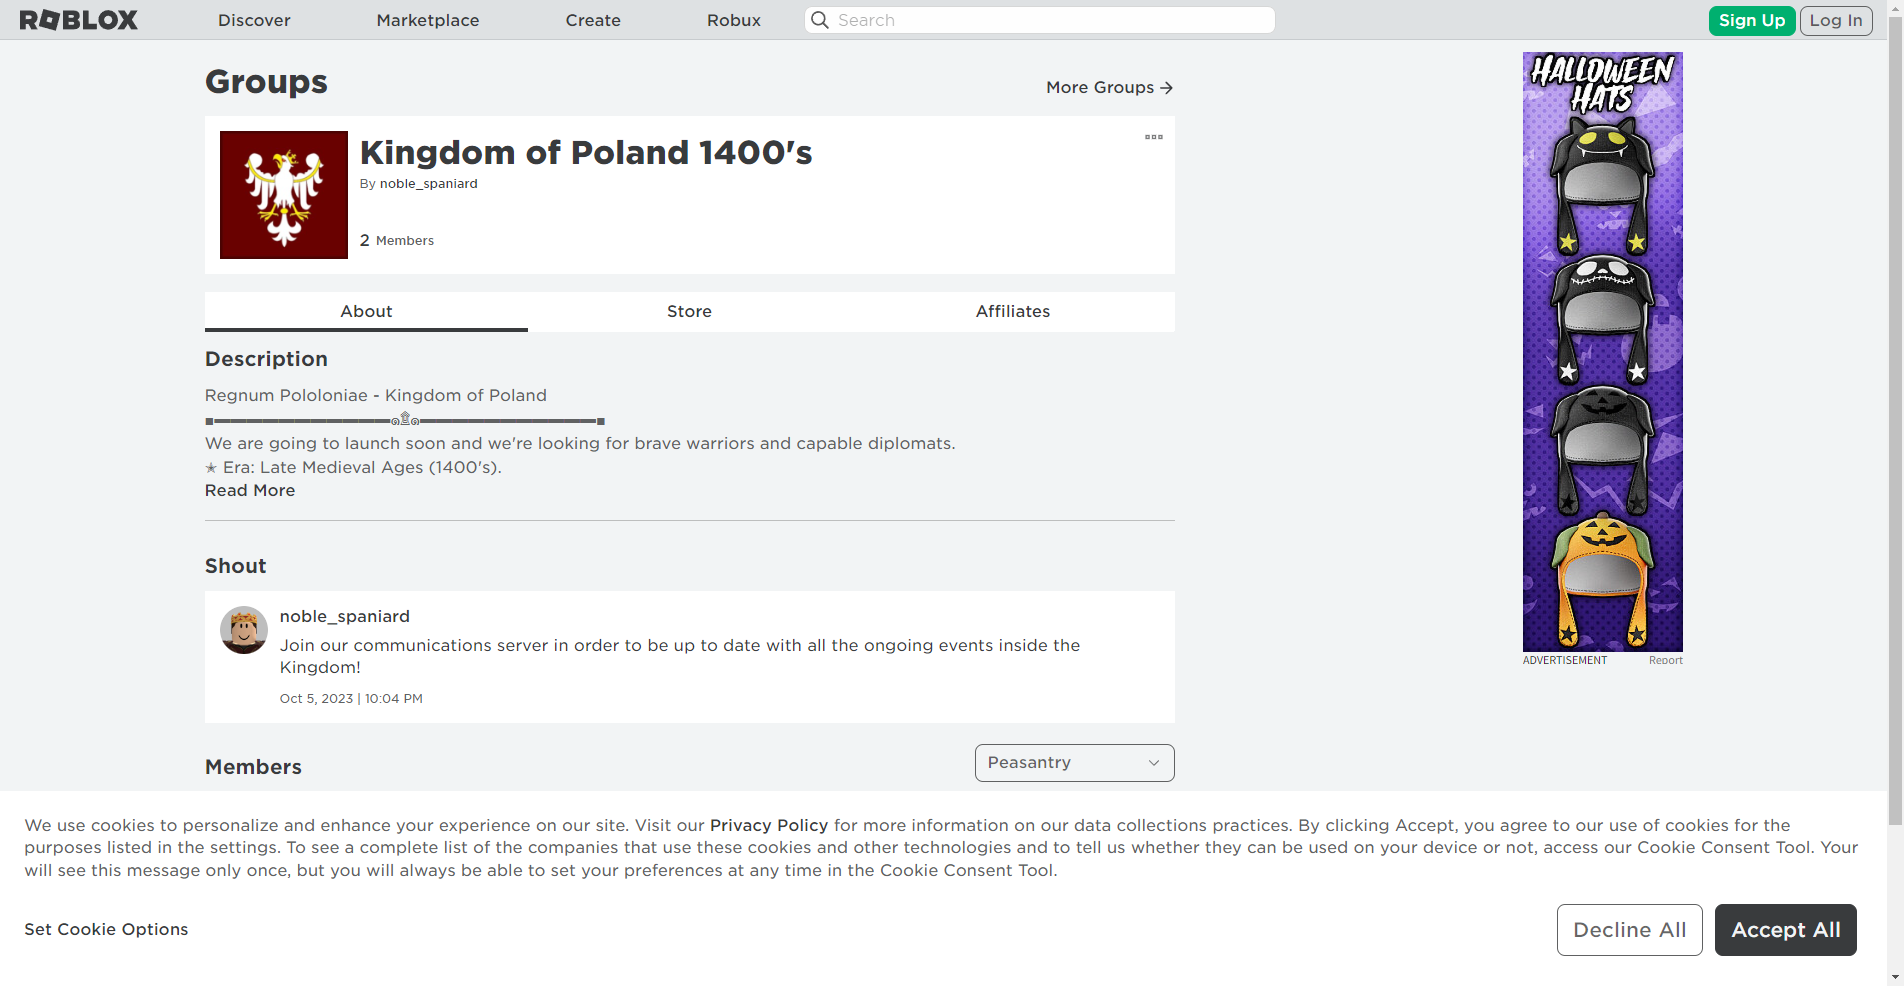 ROBLOX
Discover
Marketplace
Create
Robux
Search
Sign Up
Log In
Groups
More Groups →
Kingdom of Poland 1400's
By noble_spaniard
2 Members
About
Store
Affiliates
Description
Regnum Pololoniae - Kingdom of Poland
■━━━━━━━━━━━━━━━━๑۩๑━━━━━━━━━━━━━━━━■
We are going to launch soon and we're looking for brave warriors and capable diplomats.
✭ Era: Late Medieval Ages (1400's).
Read More
Shout
noble_spaniard
Join our communications server in order to be up to date with all the ongoing events inside the
Kingdom!
Oct 5, 2023 | 10:04 PM
Members
Peasantry
HALLOWEEN
HATS
ADVERTISEMENT
Report
We use cookies to personalize and enhance your experience on our site. Visit our Privacy Policy for more information on our data collections practices. By clicking Accept, you agree to our use of cookies for the
purposes listed in the settings. To see a complete list of the companies that use these cookies and other technologies and to tell us whether they can be used on your device or not, access our Cookie Consent Tool. Your
will see this message only once, but you will always be able to set your preferences at any time in the Cookie Consent Tool.
Set Cookie Options
Decline All
Accept All